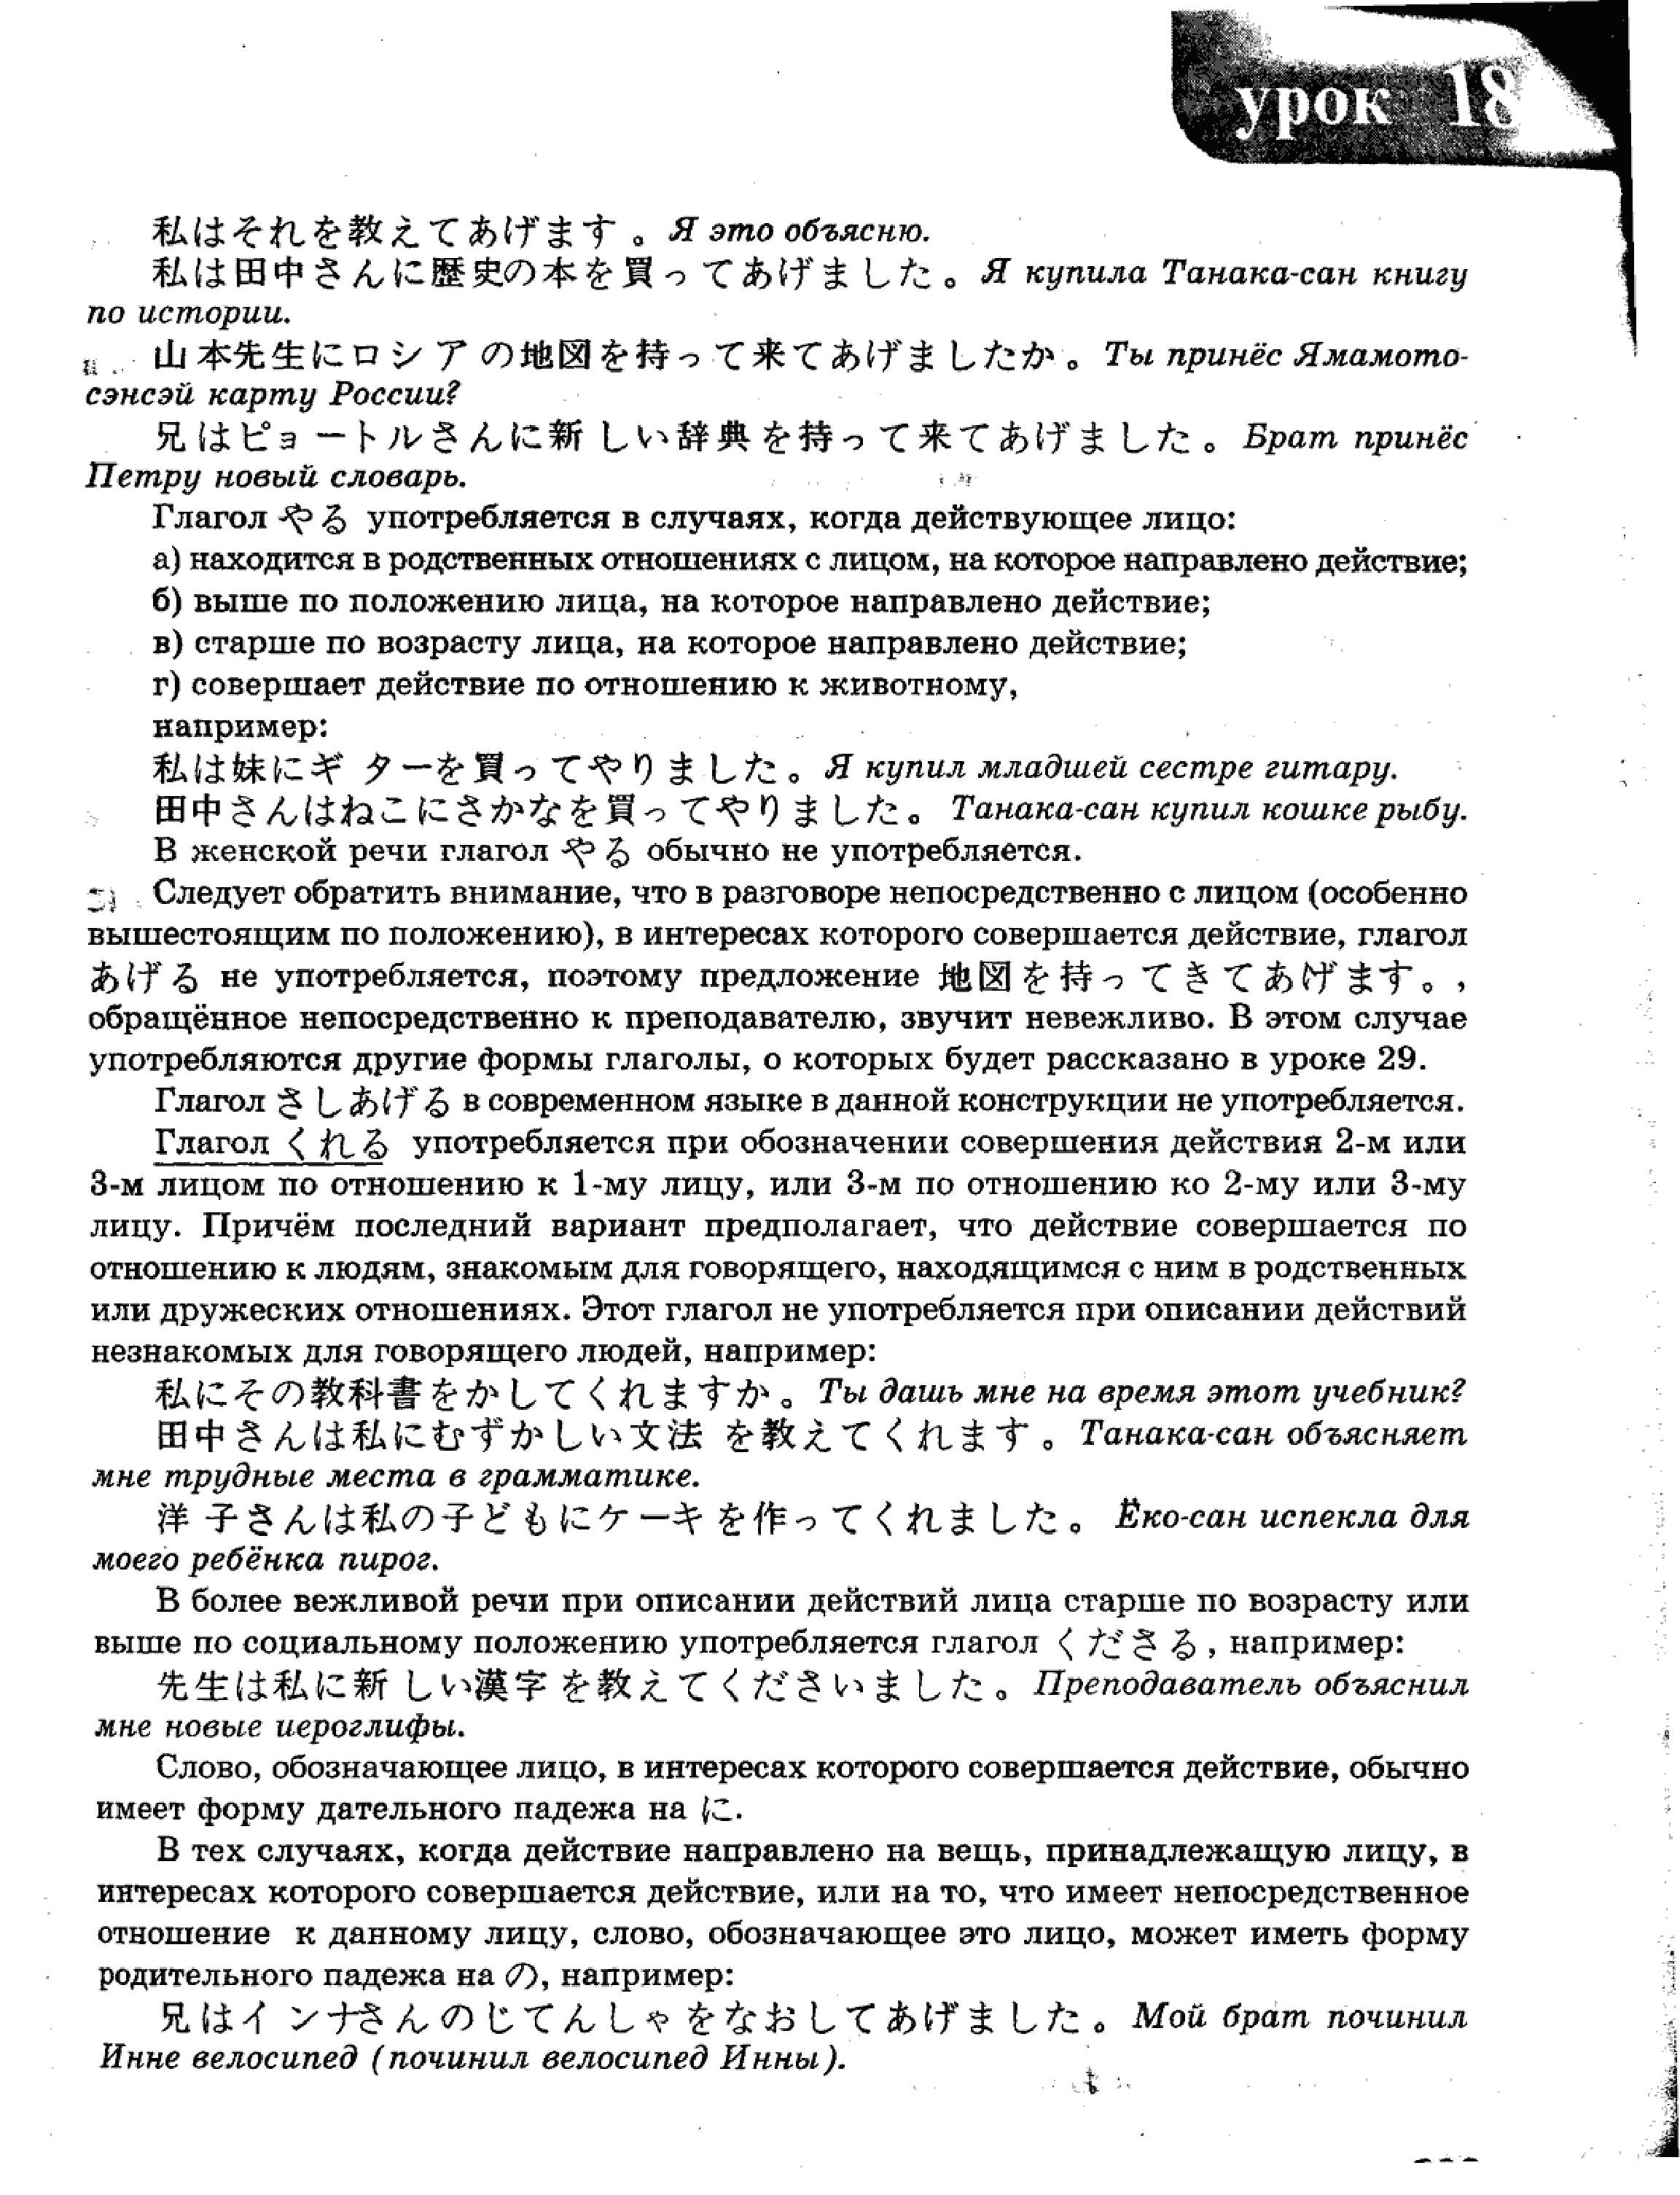 урок 18
私はそれを教えてあげます。Я это объясню.
私は田中さんに歴史の本を買ってあげました。Я купила Танака-сан книгу
по истории.
山本先生にロシアの地図を持って来てあげましたか。Ты принёс Ямамото-
сэнсэй карту России?
兄はピョートルさんに新しい辞典を持って来てあげました。Брат принёс
Петру новый словарь.
Глагол やる употребляется в случаях, когда действующее лицо:
а) находится в родственных отношениях с лицом, на которое направлено действие;
б) выше по положению лица, на которое направлено действие;
в) старше по возрасту лица, на которое направлено действие;
г) совершает действие по отношению к животному,
например:
私は妹にギターを買ってやりました。Я купил младшей сестре гитару.
田中さんはねこにさかなを買ってやりました。Танака-сан купил кошке рыбу.
В женской речи глагол やる обычно не употребляется.
Следует обратить внимание, что в разговоре непосредственно с лицом (особенно
вышестоящим по положению), в интересах которого совершается действие, глагол
あげる не употребляется, поэтому предложение 地図を持ってきてあげます。,
обращённое непосредственно к преподавателю, звучит невежливо. В этом случае
употребляются другие формы глаголы, о которых будет рассказано в уроке 29.
Глагол さしあげる в современном языке в данной конструкции не употребляется.
Глагол くれる употребляется при обозначении совершения действия 2-м или
3-м лицом по отношению к 1-му лицу, или 3-м по отношению ко 2-му или 3-му
лицу. Причём последний вариант предполагает, что действие совершается по
отношению к людям, знакомым для говорящего, находящимся с ним в родственных
или дружеских отношениях. Этот глагол не употребляется при описании действий
незнакомых для говорящего людей, например:
私にその教科書をかしてくれますか。Ты дашь мне на время этот учебник?
田中さんは私にむずかしい文法を教えてくれます。Танака-сан объясняет
мне трудные места в грамматике.
洋子さんは私の子どもにケーキを作ってくれました。Ёко-сан испекла для
моего ребёнка пирог.
В более вежливой речи при описании действий лица старше по возрасту или
выше по социальному положению употребляется глагол くださる, например:
先生は私に新しい漢字を教えてくださいました。Преподаватель объяснил
мне новые иероглифы.
Слово, обозначающее лицо, в интересах которого совершается действие, обычно
имеет форму дательного падежа на に.
В тех случаях, когда действие направлено на вещь, принадлежащую лицу, в
интересах которого совершается действие, или на то, что имеет непосредственное
отношение к данному лицу, слово, обозначающее это лицо, может иметь форму
родительного падежа на の, например:
兄はインナさんのじてんしゃをなおしてあげました。Мой брат починил
Инне велосипед (починил велосипед Инны).